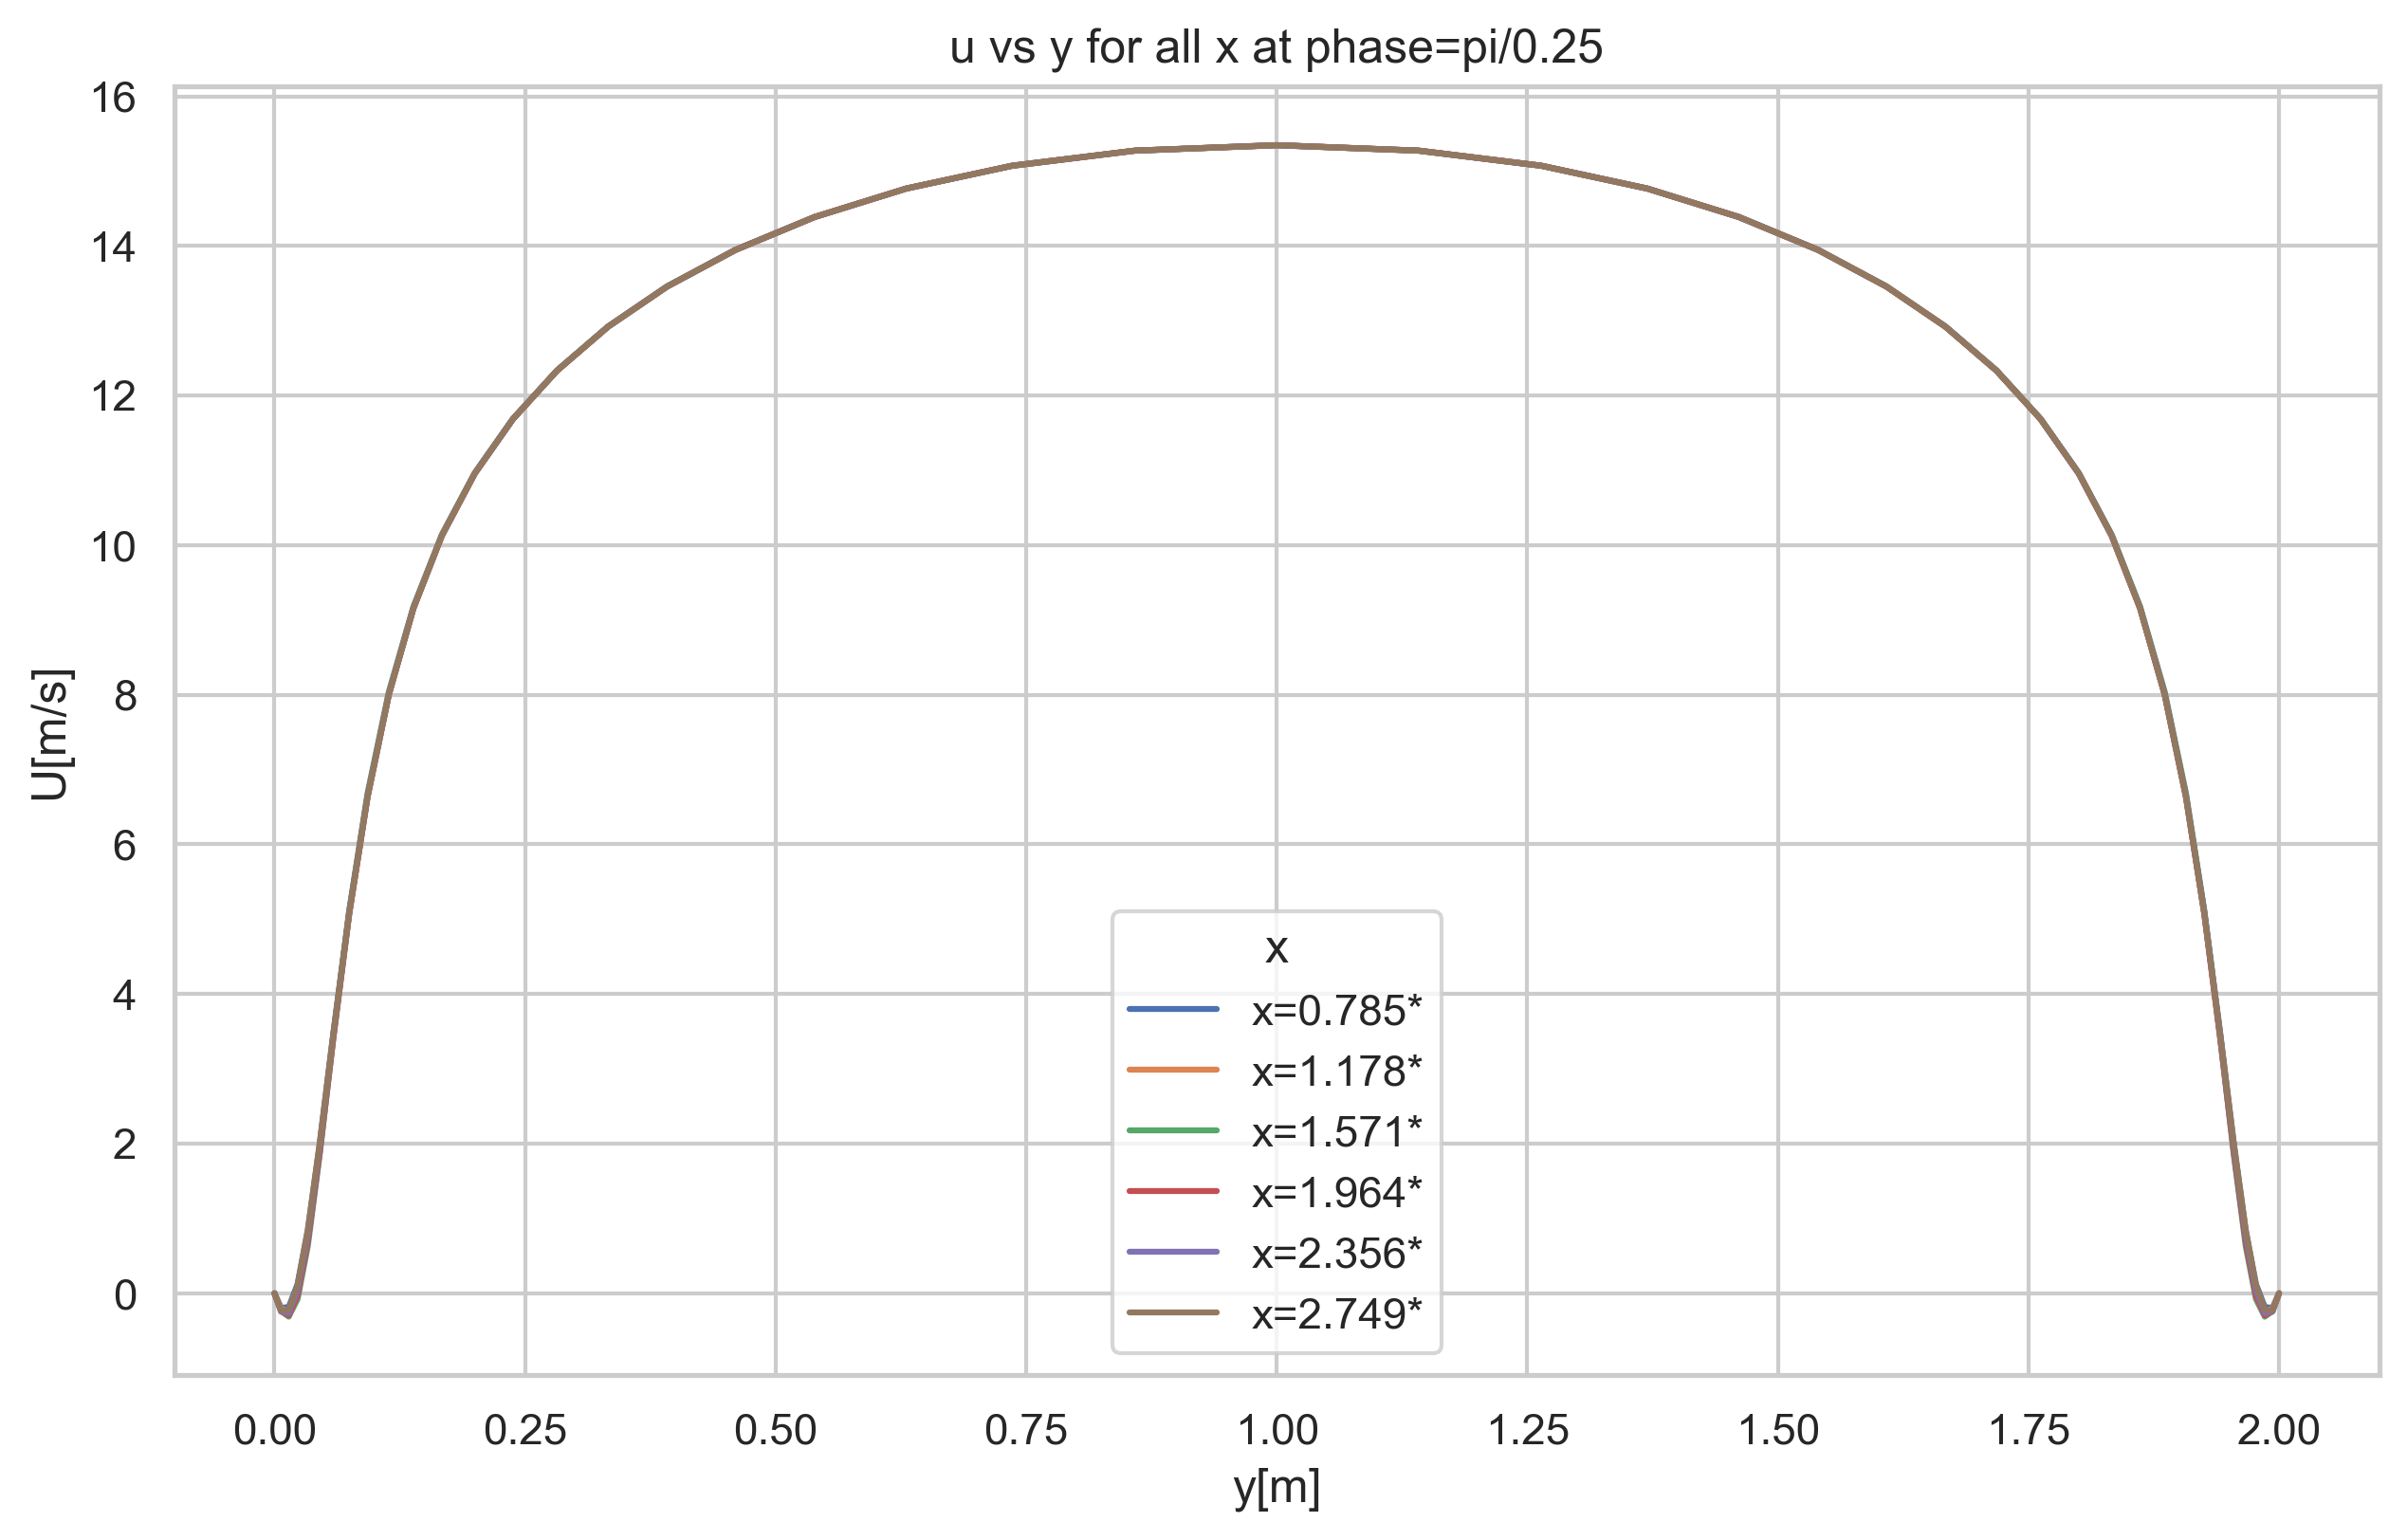 u vs y for all x at phase=pi/0.25
16
14
12
10
8
6
4
2
0
U[m/s]
x
x=0.785*
x=1.178*
x=1.571*
x=1.964*
x=2.356*
x=2.749*
0.00 0.25 0.50 0.75 1.00 1.25 1.50 1.75 2.00
y[m]